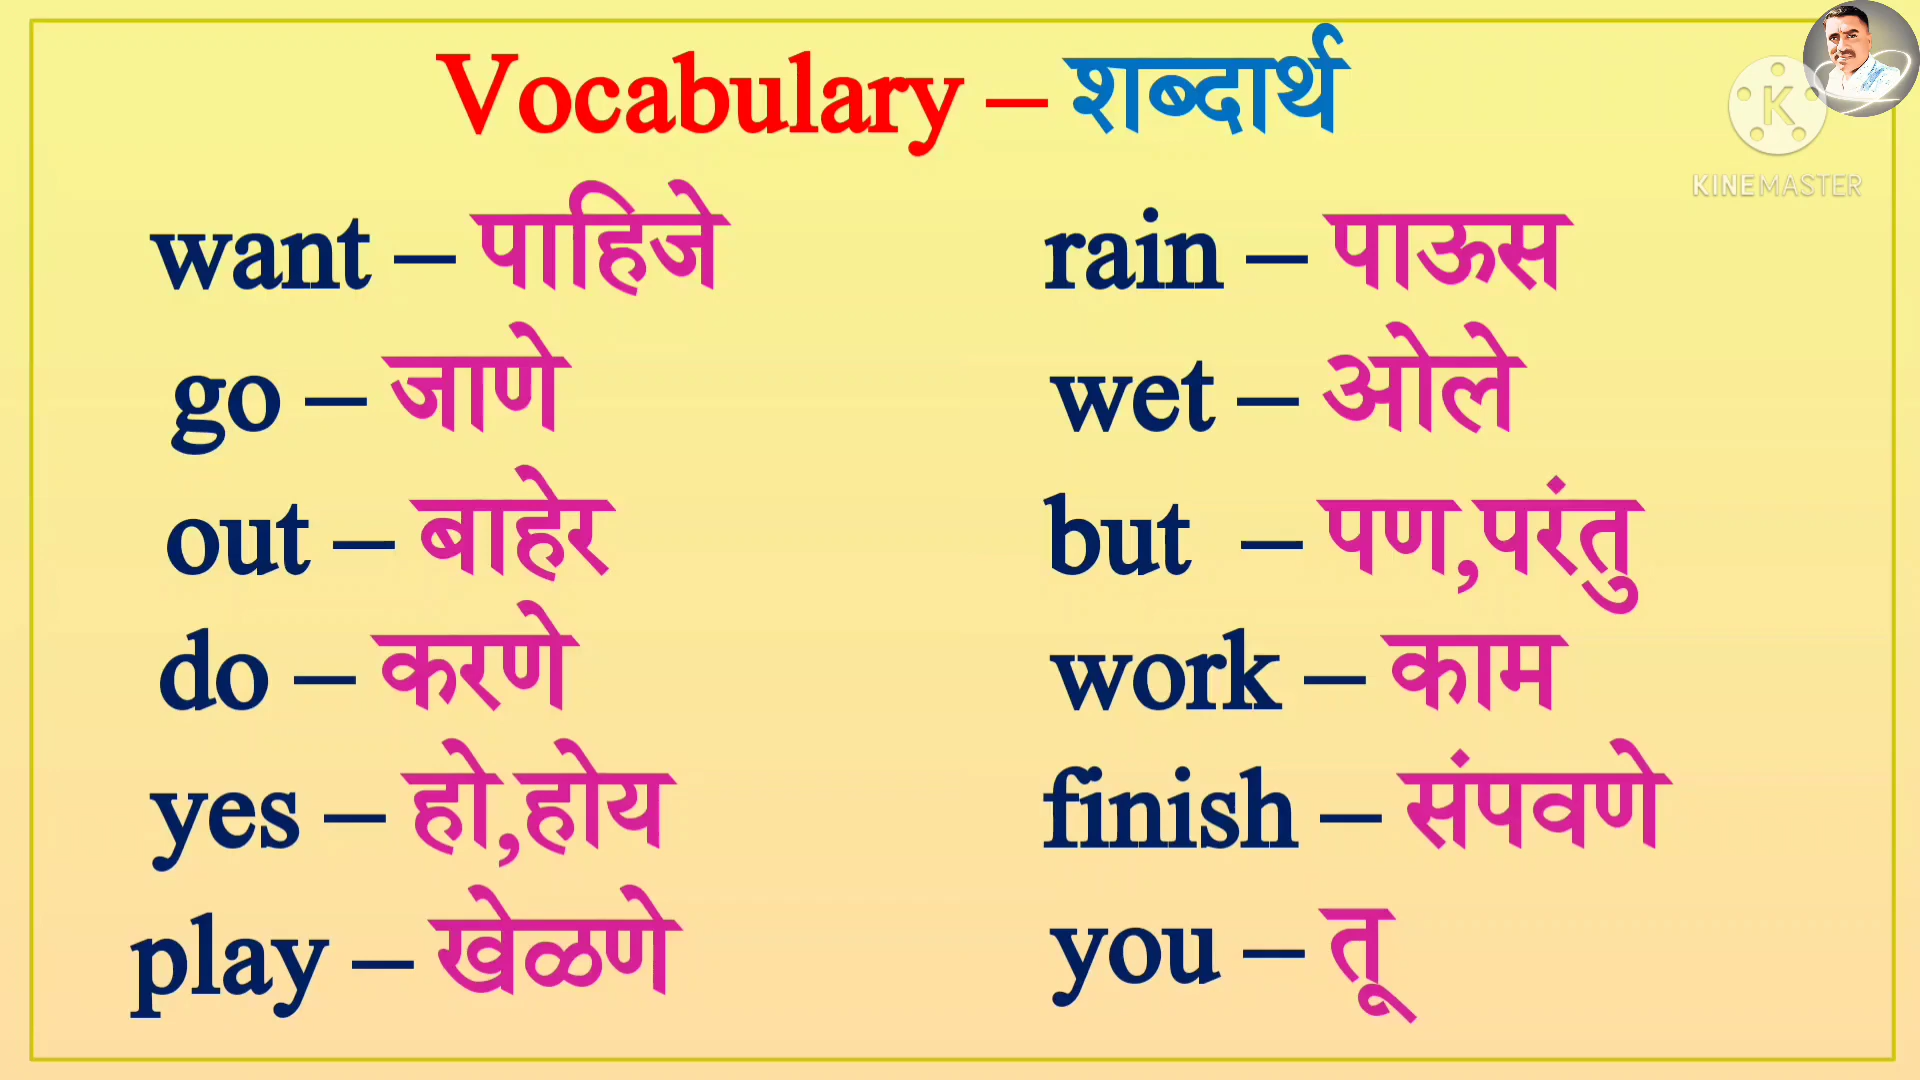 Vocabulary – शब्दार्थ
KINEMASTER
want – पाहिजे
rain – पाऊस
go – जाणे
wet – ओले
out – बाहेर
but – पण,परंतु
do – करणे
work – काम
yes – हो,होय
finish – संपवणे
play – खेळणे
you – तू